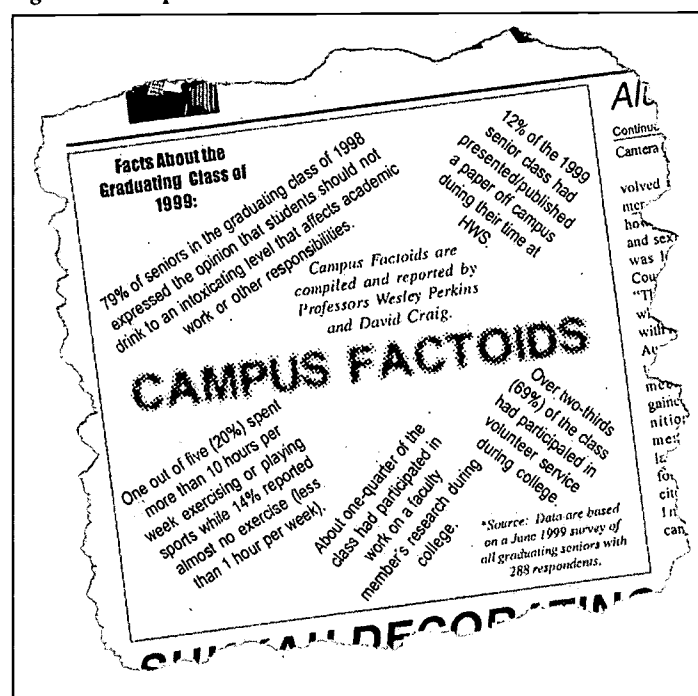 Facts About the
Graduating Class of
1999:
79% of seniors in the graduating class of 1998
expressed the opinion that students should not
drink to an intoxicating level that affects academic
work or other responsibilities.
12% of the 1999
senior class had
presented/published
a paper off campus
during their time at
HWS.
Campus Factoids are
compiled and reported by
Professors Wesley Perkins
and David Craig.
CAMPUS FACTOIDS
One out of five (20%) spent
more than 10 hours per
week exercising or playing
sports while 14% reported
almost no exercise (less
than 1 hour per week).
About one-quarter of the
class had participated in
work on a faculty
member's research during
college.
Over two-thirds
(69%) of the class
had participated in
volunteer service
during college.
*Source: Data are based
on a June 1999 survey of
all graduating seniors with
288 respondents.
volved
and
was
can